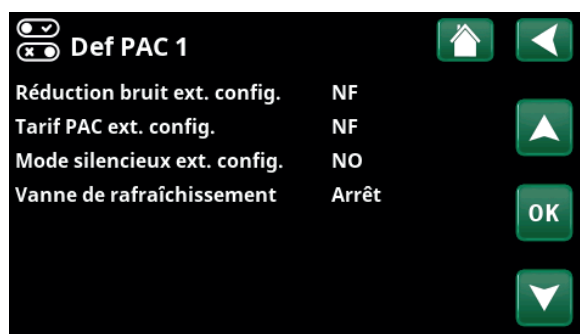 Def PAC 1
Réduction bruit ext. config. NF
Tarif PAC ext. config. NF
Mode silencieux ext. config. NO
Vanne de rafraîchissement Arrêt
OK